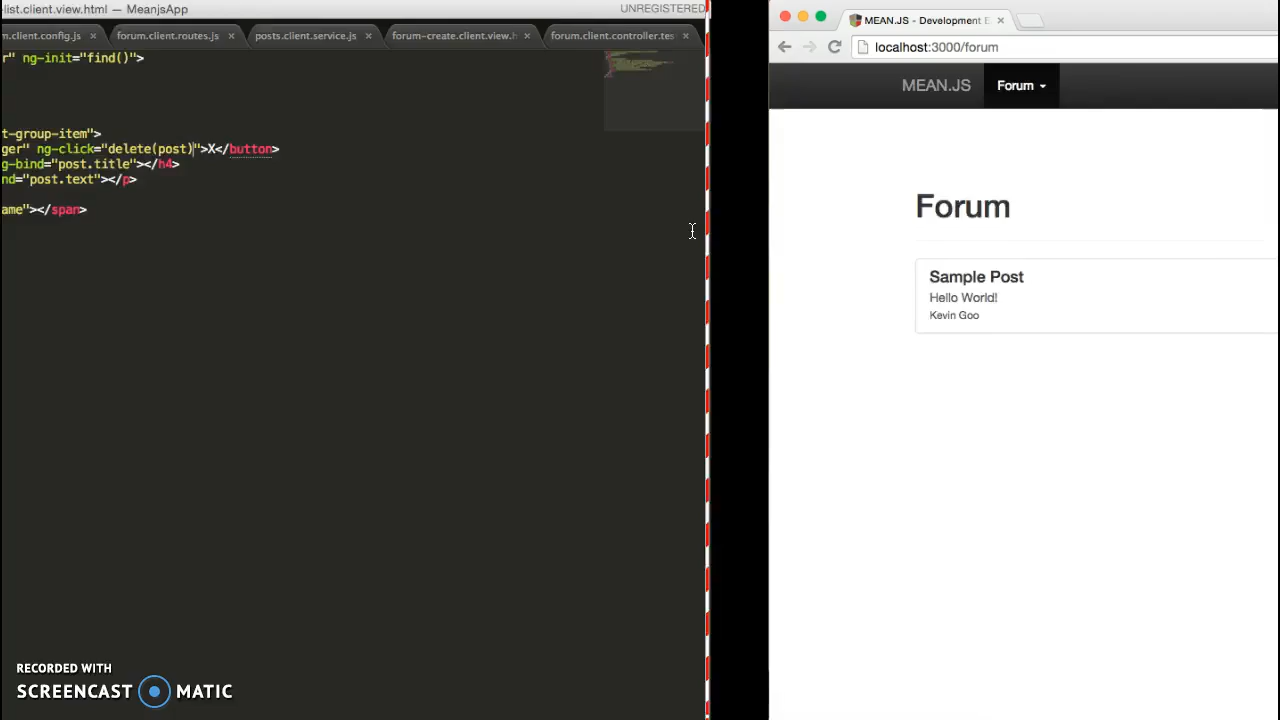 list.client.view.html — MeanjsApp
UNREGISTERED
m.client.config.js ×
forum.client.routes.js ×
posts.client.service.js ×
forum-create.client.view.h ×
forum.client.controller.tes ×
r" ng-init="find()">
t-group-item">
ger" ng-click="delete(post)">X</button>
g-bind="post.title"></h4>
nd="post.text"></p>
ame"></span>
RECORDED WITH
SCREENCAST MATIC
MEAN.JS - Development E ×
localhost:3000/forum
MEAN.JS
Forum
Forum
Sample Post
Hello World!
Kevin Goo